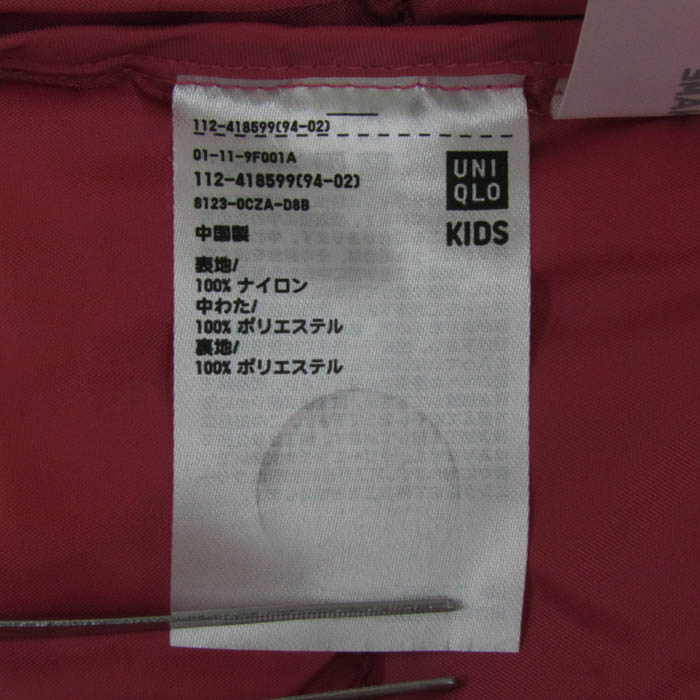 112-418599(94-02)
01-11-9F001A
112-418599(94-02)
8123-0CZA-D8B
中国製
表地/
100% ナイロン
中わた/
100% ポリエステル
裏地/
100% ポリエステル
UNI
QLO
KIDS